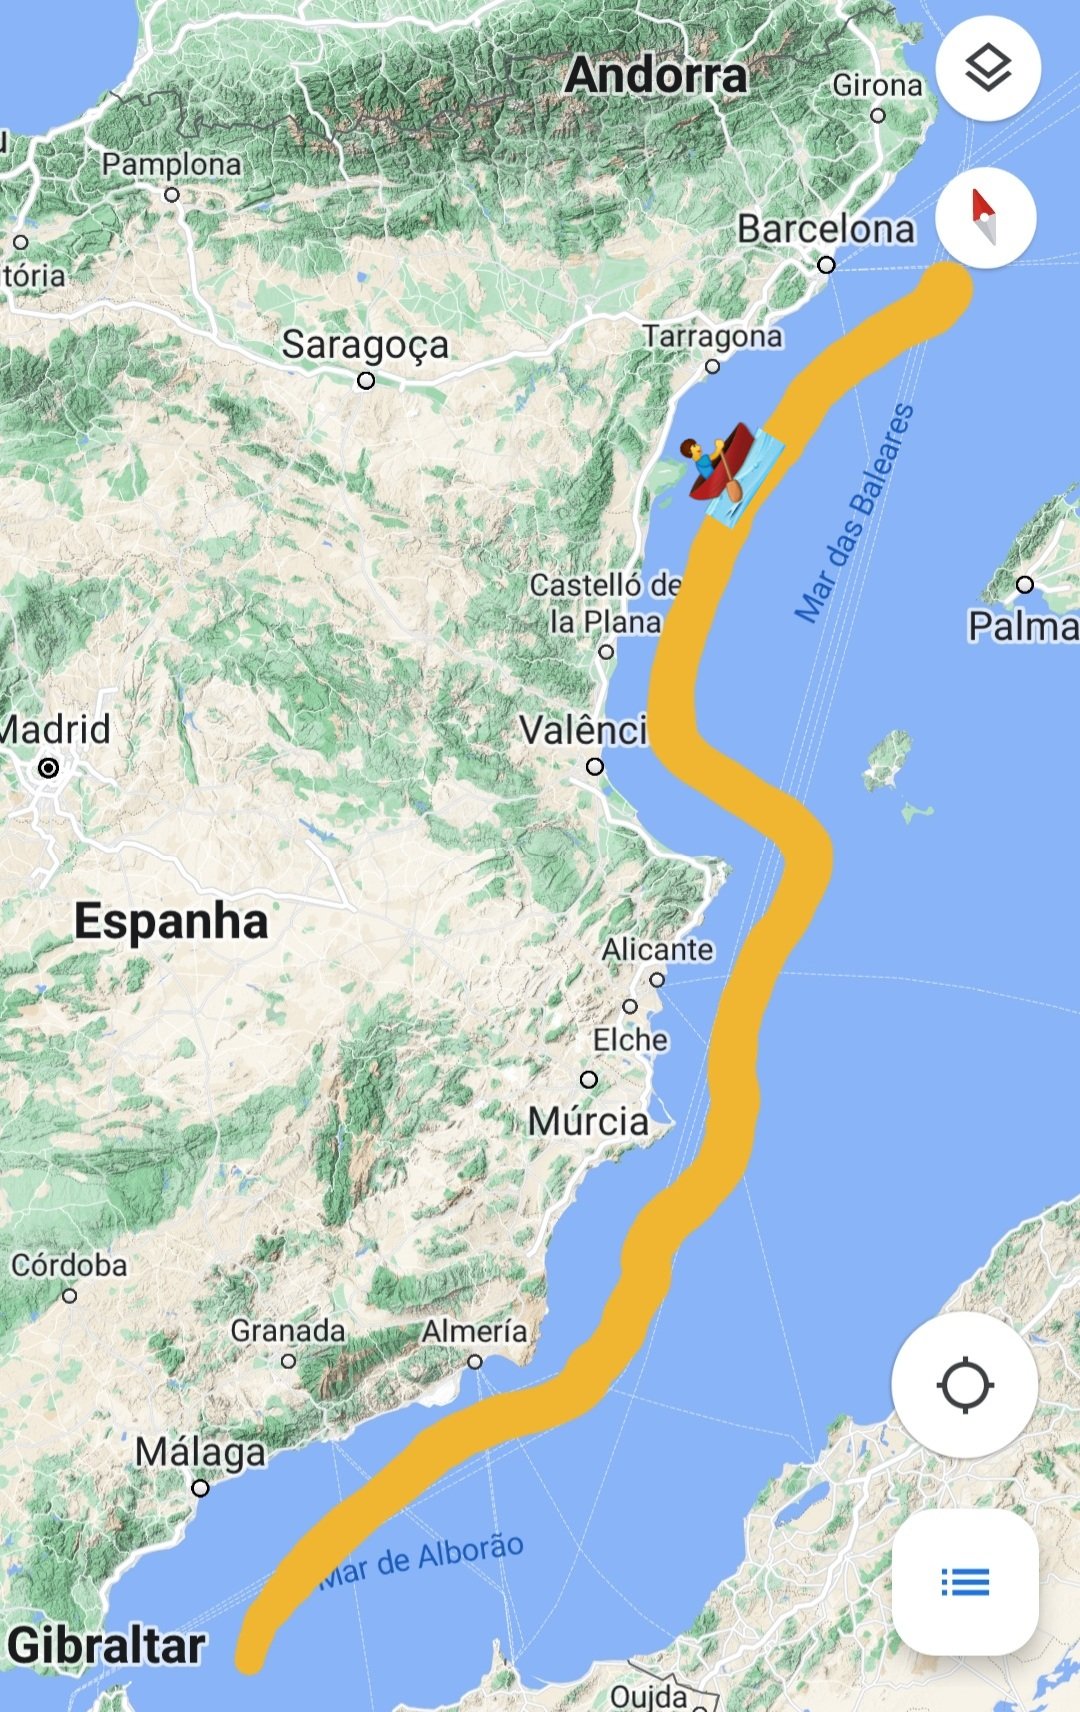 Andorra
Girona
Pamplona
Barcelona
tória
Saragoça
Tarragona
Mar das Baleares
Castelló de
la Plana
Palma
Madrid
Valênci
Espanha
Alicante
Elche
Múrcia
Córdoba
Granada
Almería
Málaga
Mar de Alborão
Gibraltar
Oujda